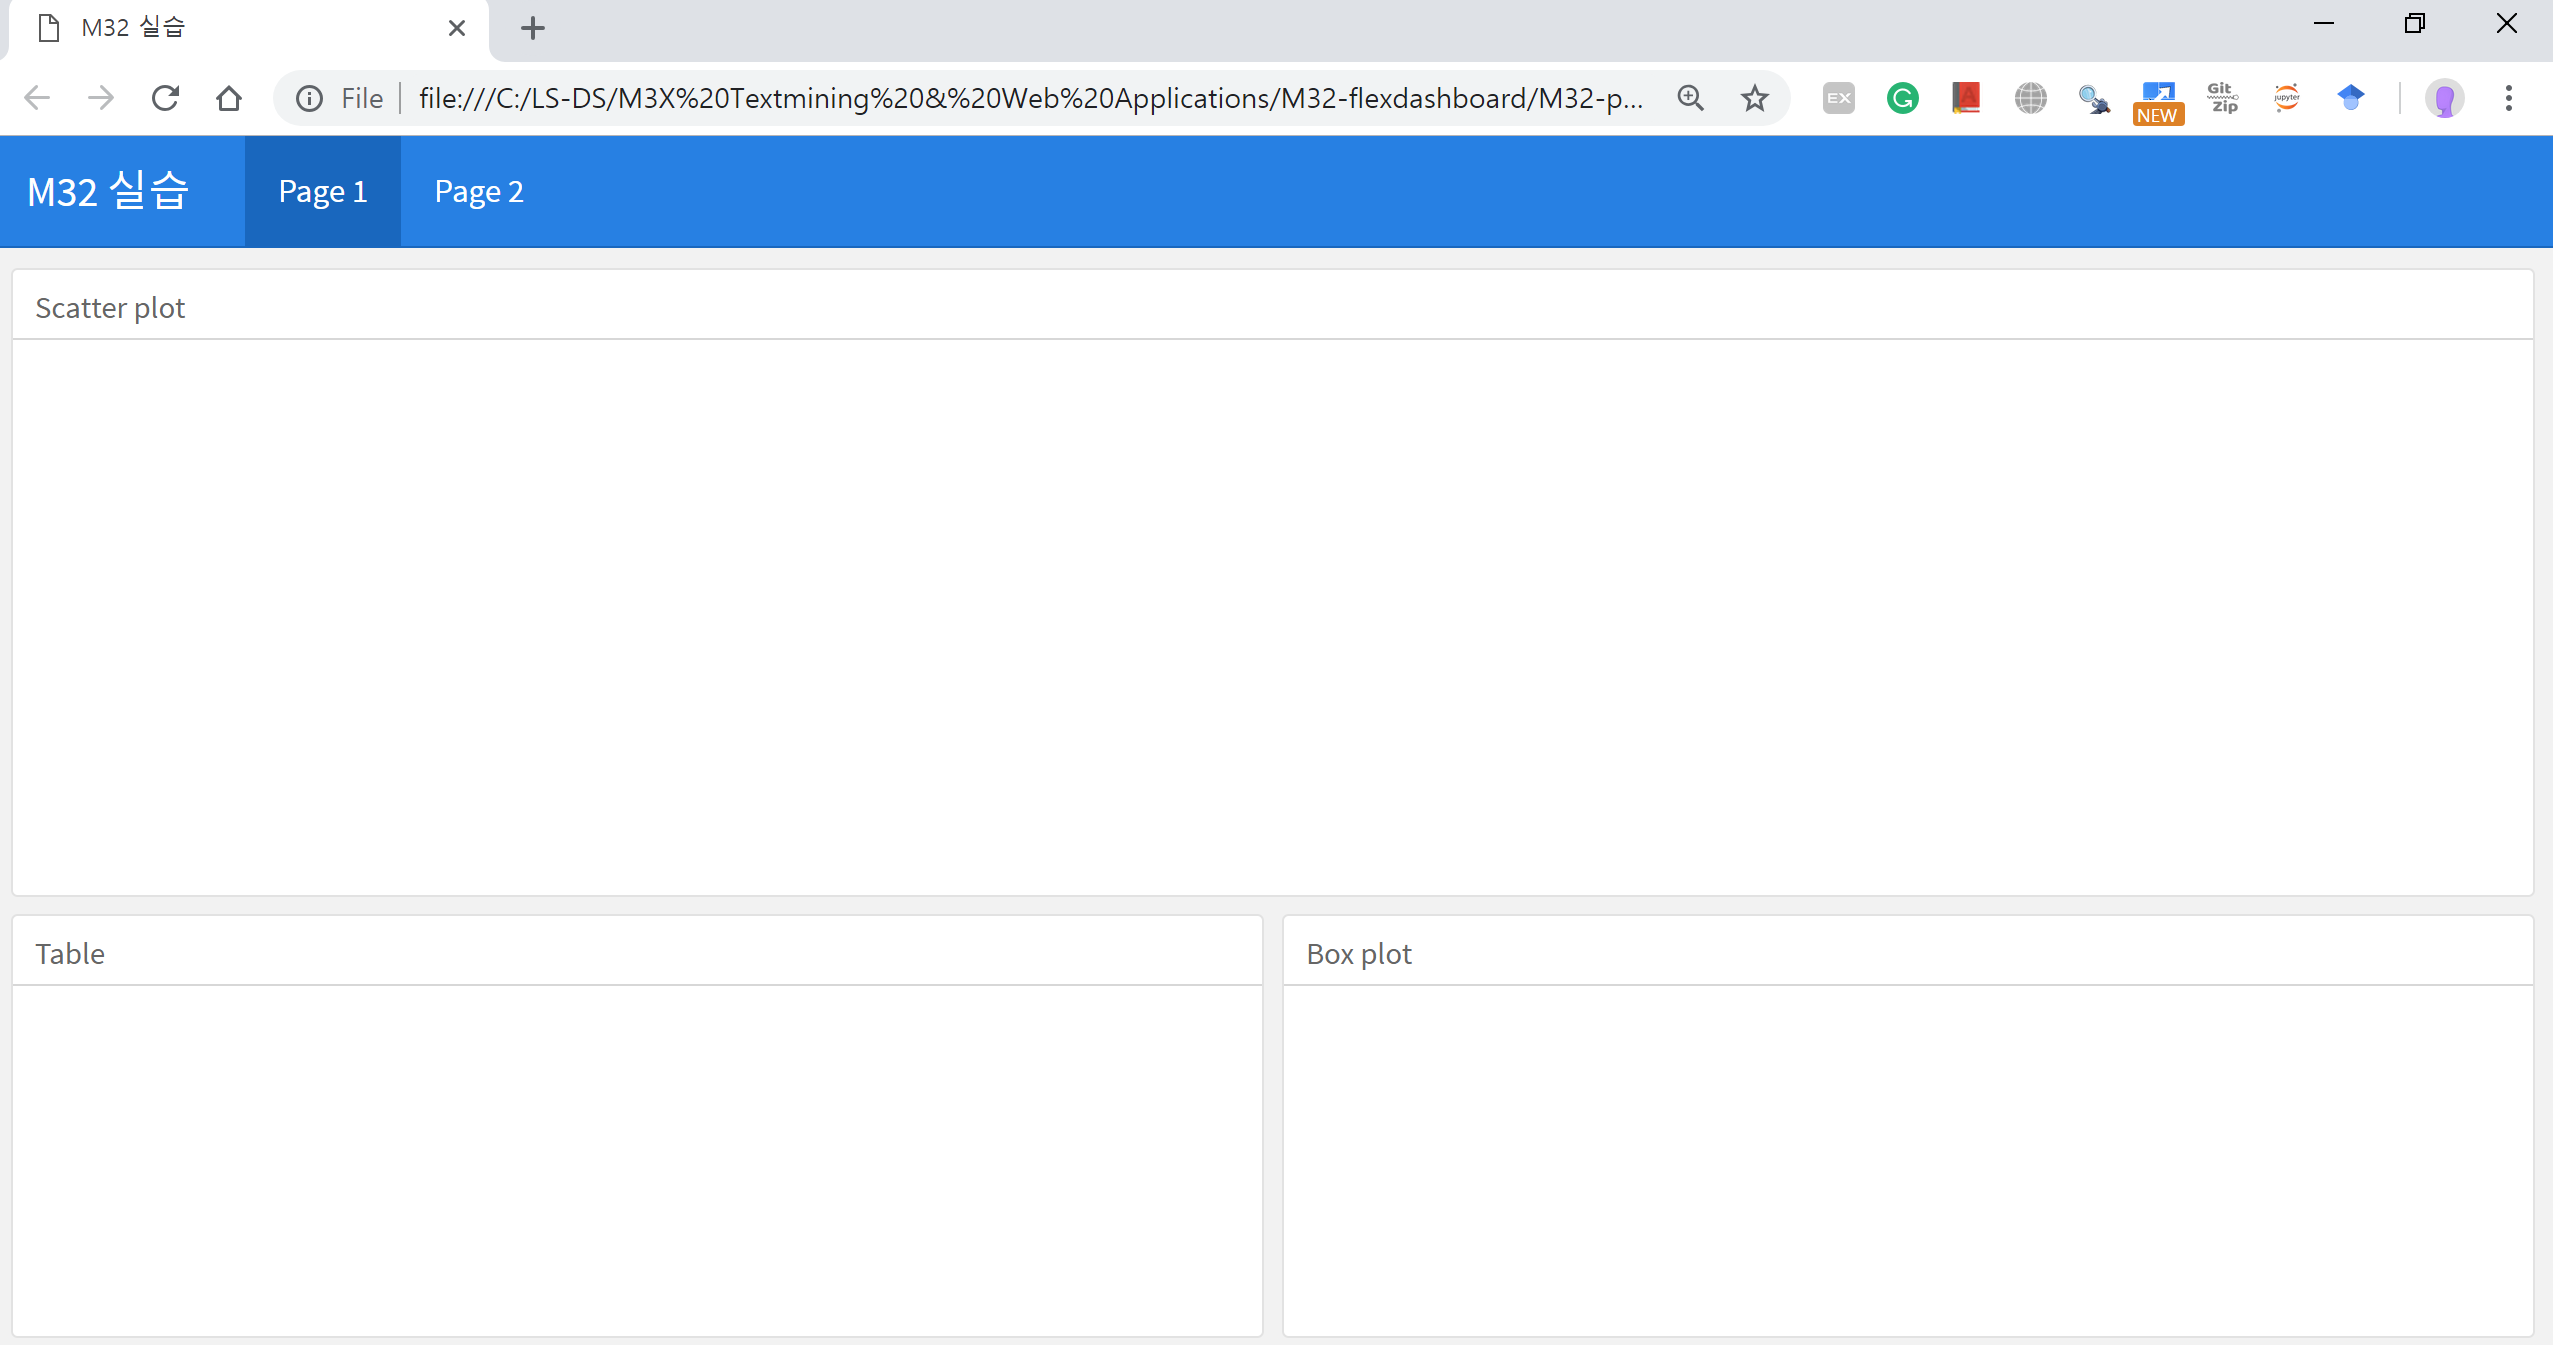 M32 실습
File
file:///C:/LS-DS/M3X%20Textmining%20&%20Web%20Applications/M32-flexdashboard/M32-p...
EX
NEW
Git
Zip
jupyter
M32 실습 Page 1 Page 2
Scatter plot
Table
Box plot